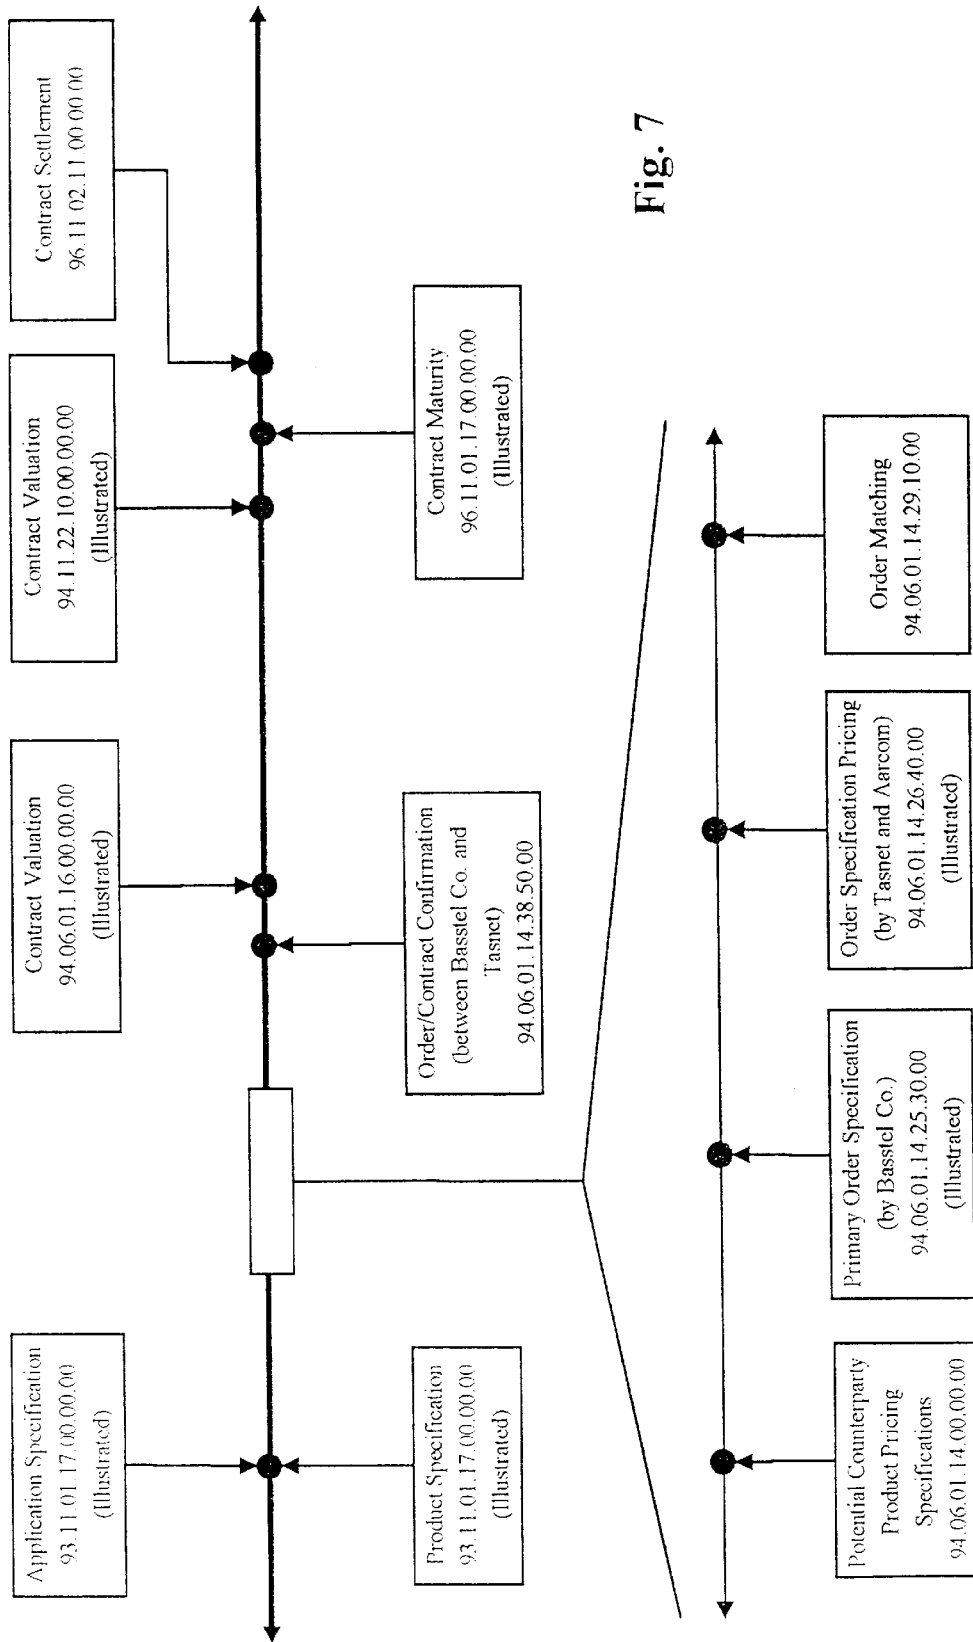 Application Specification
93.11.01.17.00.00.00
(Illustrated)
Contract Valuation
94.06.01.16.00.00.00
(Illustrated)
Contract Valuation
94.11.22.10.00.00.00
(Illustrated)
Contract Settlement
96.11 02.11 00 00 00
Product Specification
93.11.01.17.00.00.00
(Illustrated)
Order/Contract Confirmation
(between Basstel Co. and
Tasnet)
94.06.01.14.38.50.00
Contract Maturity
96.11.01.17.00.00.00
(Illustrated)
Fig. 7
Potential Counterparty
Product Pricing
Specifications
94.06.01.14.00.00.00
Primary Order Specification
(by Basstel Co.)
94.06.01.14.25.30.00
(Illustrated)
Order Specification Pricing
(by Tasnet and Aarcom)
94.06.01.14.26.40.00
(Illustrated)
Order Matching
94.06.01.14.29.10.00